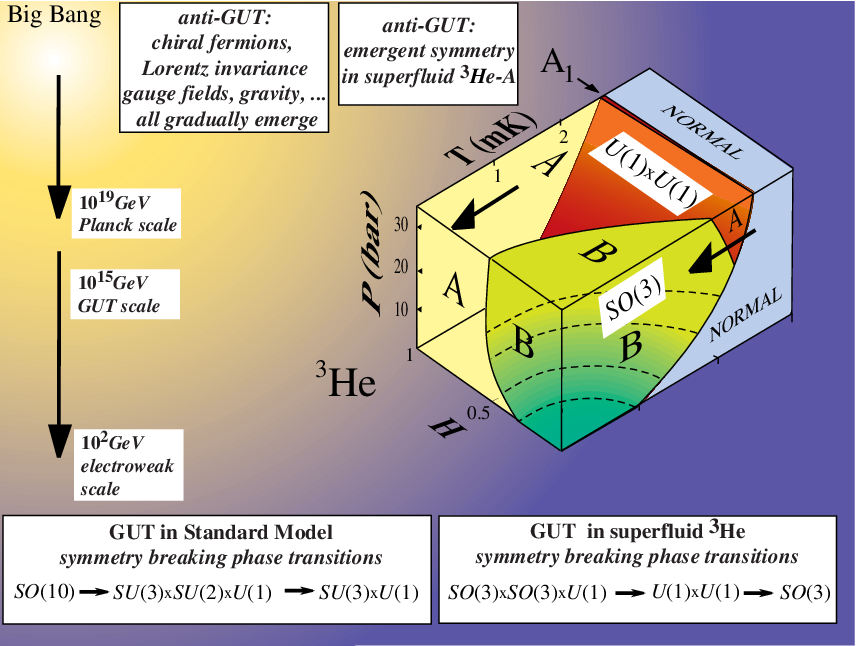 Big Bang
anti-GUT:
chiral fermions,
Lorentz invariance
gauge fields, gravity, ...
all gradually emerge
anti-GUT:
emergent symmetry
in superfluid ³He-A
10¹⁹GeV
Planck scale
10¹⁵GeV
GUT scale
10²GeV
electroweak
scale
A₁
NORMAL
T (mK)
2
1
A
U(1)xU(1)
A
P (bar)
30
20
10
A
B
SO(3)
B
B
NORMAL
1
0.5
H
³He
GUT in Standard Model
symmetry breaking phase transitions
SO(10) → SU(3)xSU(2)xU(1) → SU(3)xU(1)
GUT in superfluid ³He
symmetry breaking phase transitions
SO(3)xSO(3)xU(1) → U(1)xU(1) → SO(3)